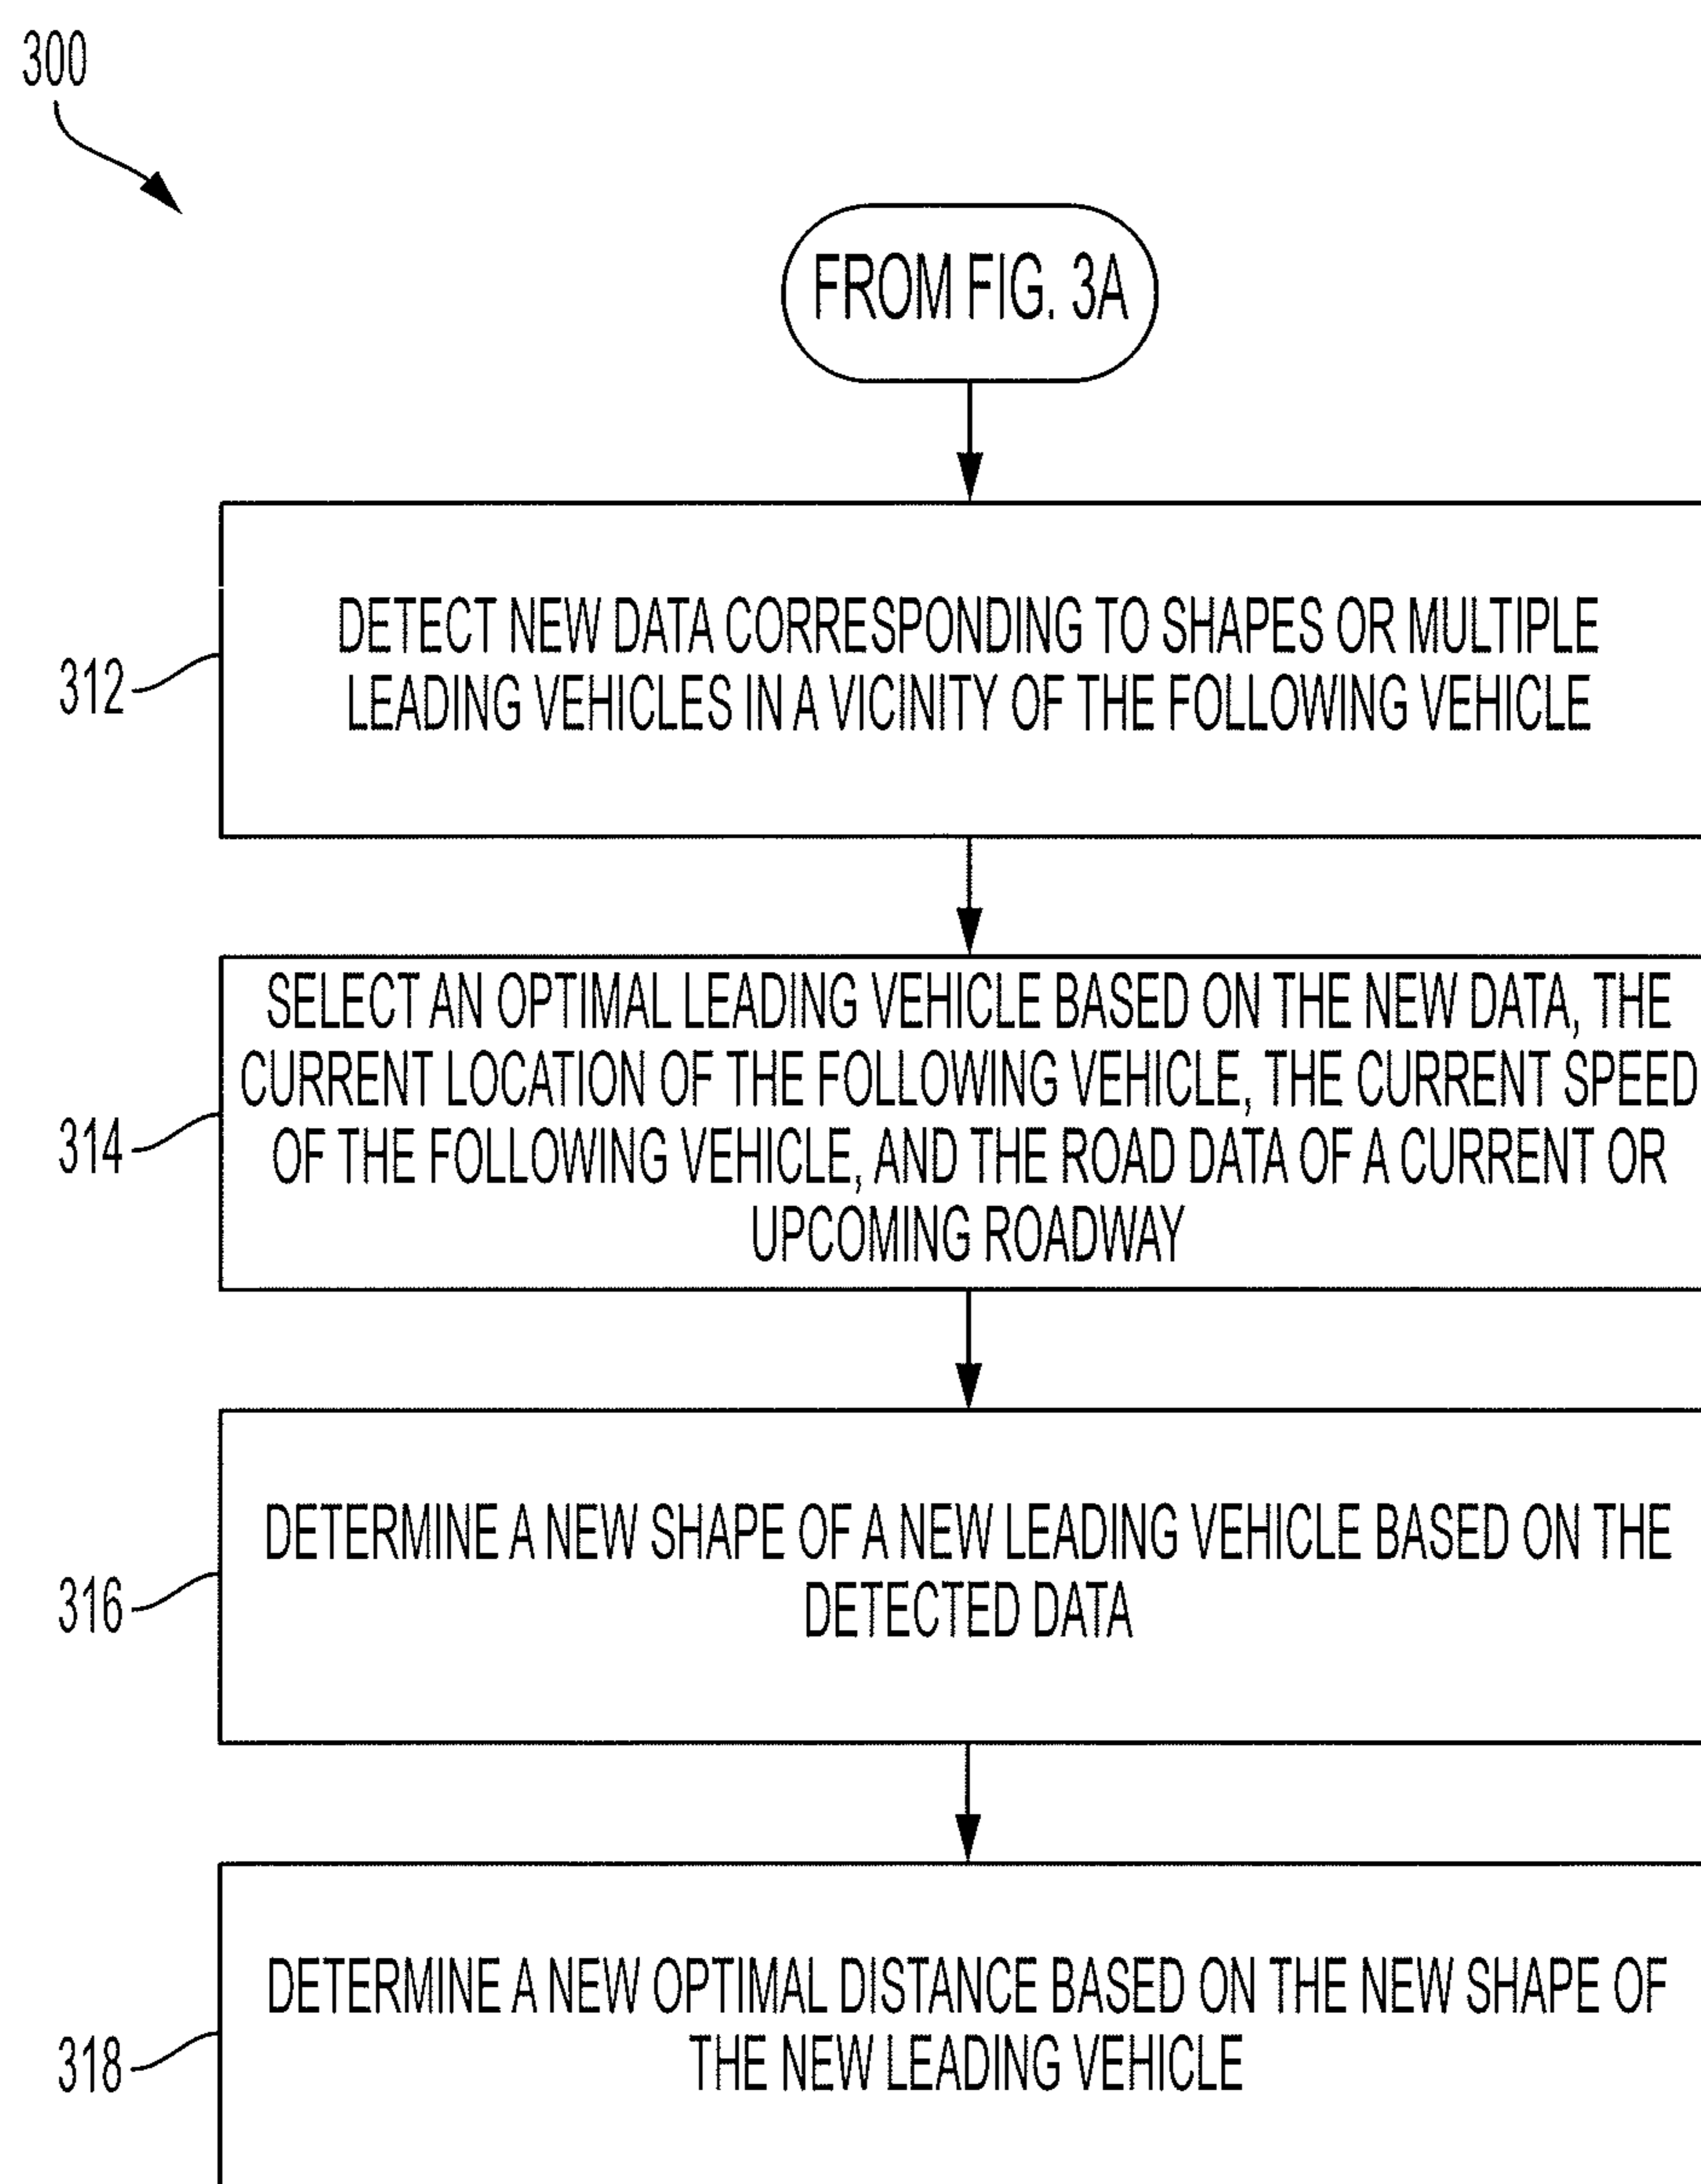 300
FROM FIG. 3A
312
DETECT NEW DATA CORRESPONDING TO SHAPES OR MULTIPLE
LEADING VEHICLES IN A VICINITY OF THE FOLLOWING VEHICLE
314
SELECT AN OPTIMAL LEADING VEHICLE BASED ON THE NEW DATA, THE
CURRENT LOCATION OF THE FOLLOWING VEHICLE, THE CURRENT SPEED
OF THE FOLLOWING VEHICLE, AND THE ROAD DATA OF A CURRENT OR
UPCOMING ROADWAY
316
DETERMINE A NEW SHAPE OF A NEW LEADING VEHICLE BASED ON THE
DETECTED DATA
318
DETERMINE A NEW OPTIMAL DISTANCE BASED ON THE NEW SHAPE OF
THE NEW LEADING VEHICLE